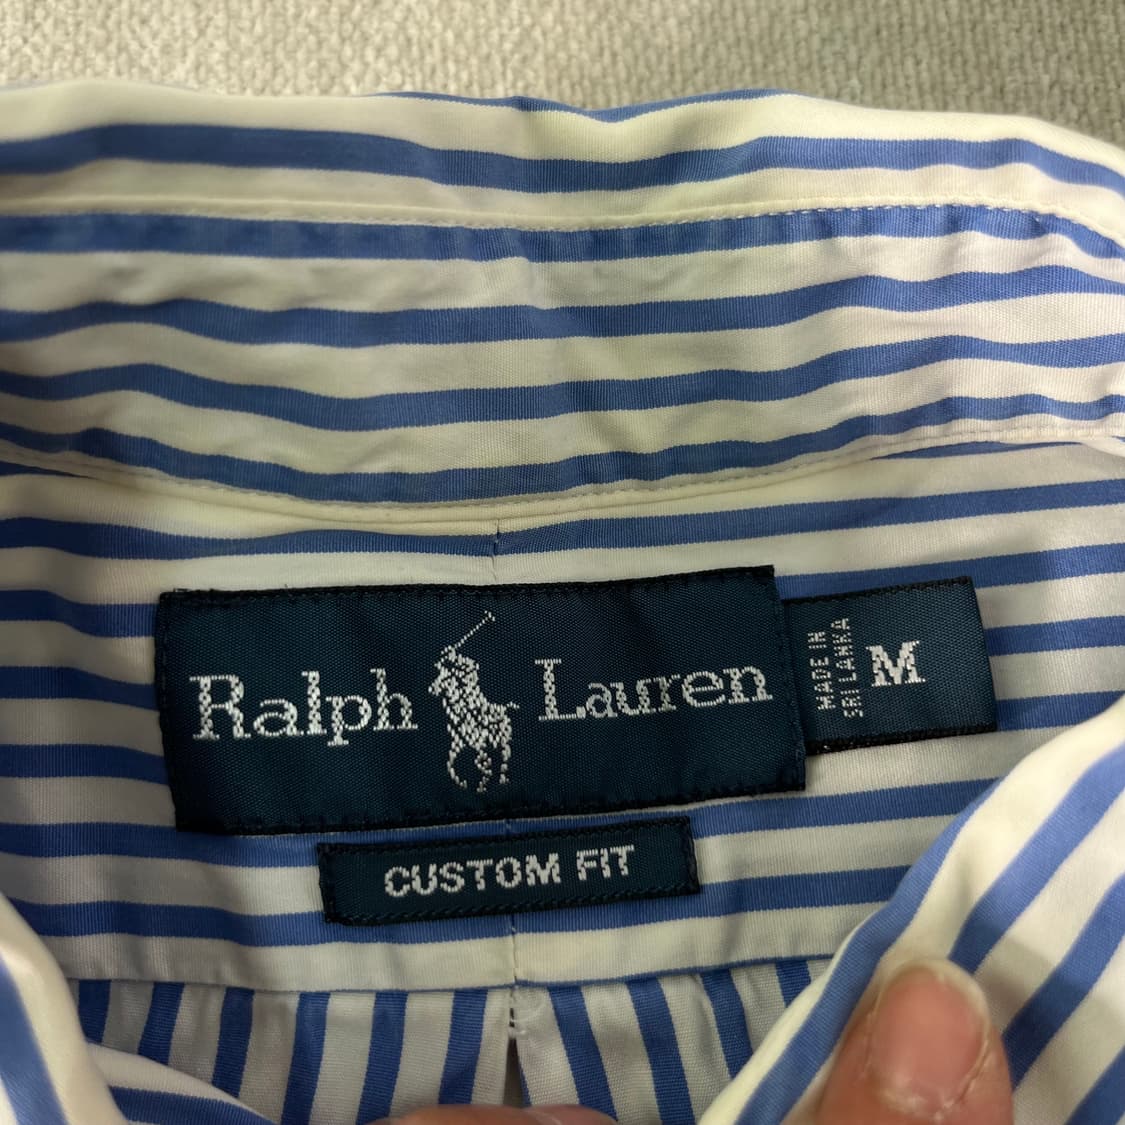 Ralph Lauren
MADE IN
SRI LANKA
M
CUSTOM FIT